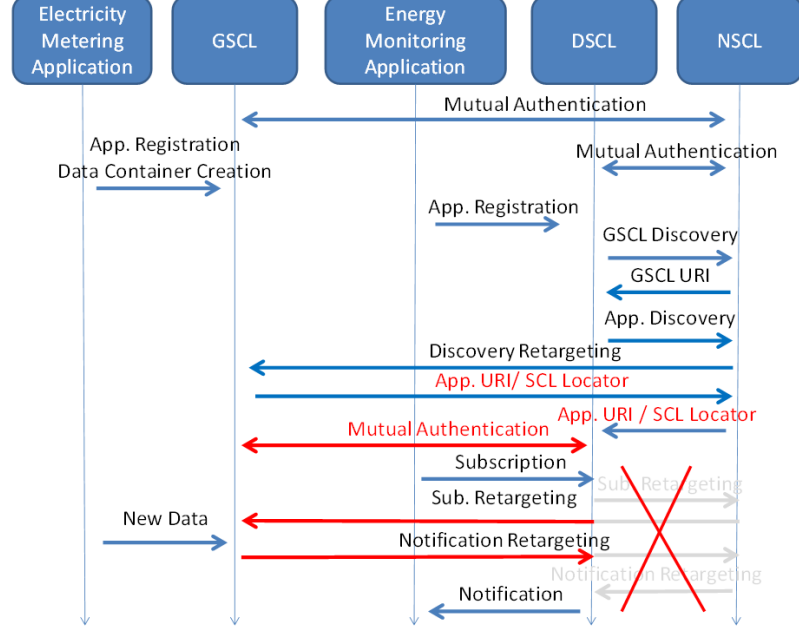 Electricity
Metering
Application
GSCL
Energy
Monitoring
Application
DSCL
NSCL
Mutual Authentication
App. Registration
Data Container Creation
Mutual Authentication
App. Registration
GSCL Discovery
GSCL URI
App. Discovery
Discovery Retargeting
App. URI/ SCL Locator
App. URI / SCL Locator
Mutual Authentication
Subscription
Sub. Retargeting
Sub. Retargeting
New Data
Notification Retargeting
Notification Retargeting
Notification